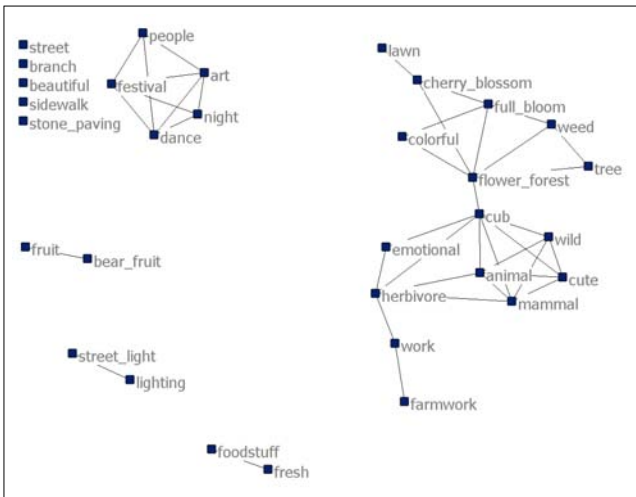 street
branch
beautiful
sidewalk
stone_paving
people
art
festival
night
dance
lawn
cherry_blossom
full_bloom
weed
colorful
tree
flower_forest
cub
wild
emotional
animal
cute
herbivore
mammal
work
farmwork
fruit
bear_fruit
street_light
lighting
foodstuff
fresh